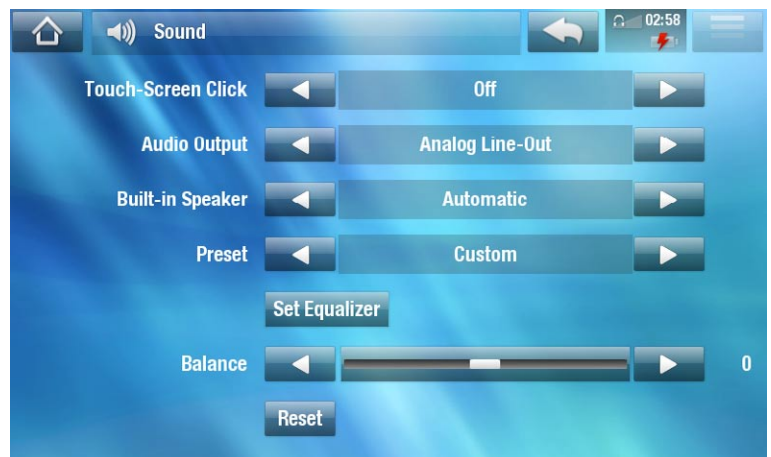 Sound
02:58
Touch-Screen Click Off
Audio Output Analog Line-Out
Built-in Speaker Automatic
Preset Custom
Set Equalizer
Balance 0
Reset